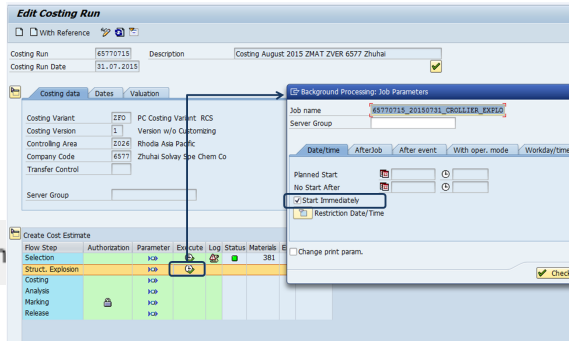 Edit Costing Run
With Reference
Costing Run 65770715 Description Costing August 2015 ZMAT ZVER 6577 Zhuhai
Costing Run Date 31.07.2015
Costing data Dates Valuation
Costing Variant ZFO PC Costing Variant RCS
Costing Version 1 Version w/o Customizing
Controlling Area Z026 Rhodia Asia Pacific
Company Code 6577 Zhuhai Solvay Spe Chem Co
Transfer Control
Server Group
Background Processing: Job Parameters
Job name 65770715_20150731_CROLLIER_EXPLO
Server Group
Date/time AfterJob After event With oper. mode Workday/time
Planned Start
No Start After
Start Immediately
Restriction Date/Time
Change print param.
Check
Create Cost Estimate
Flow Step Authorization Parameter Execute Log Status Materials E
Selection 381
Struct. Explosion
Costing
Analysis
Marking
Release